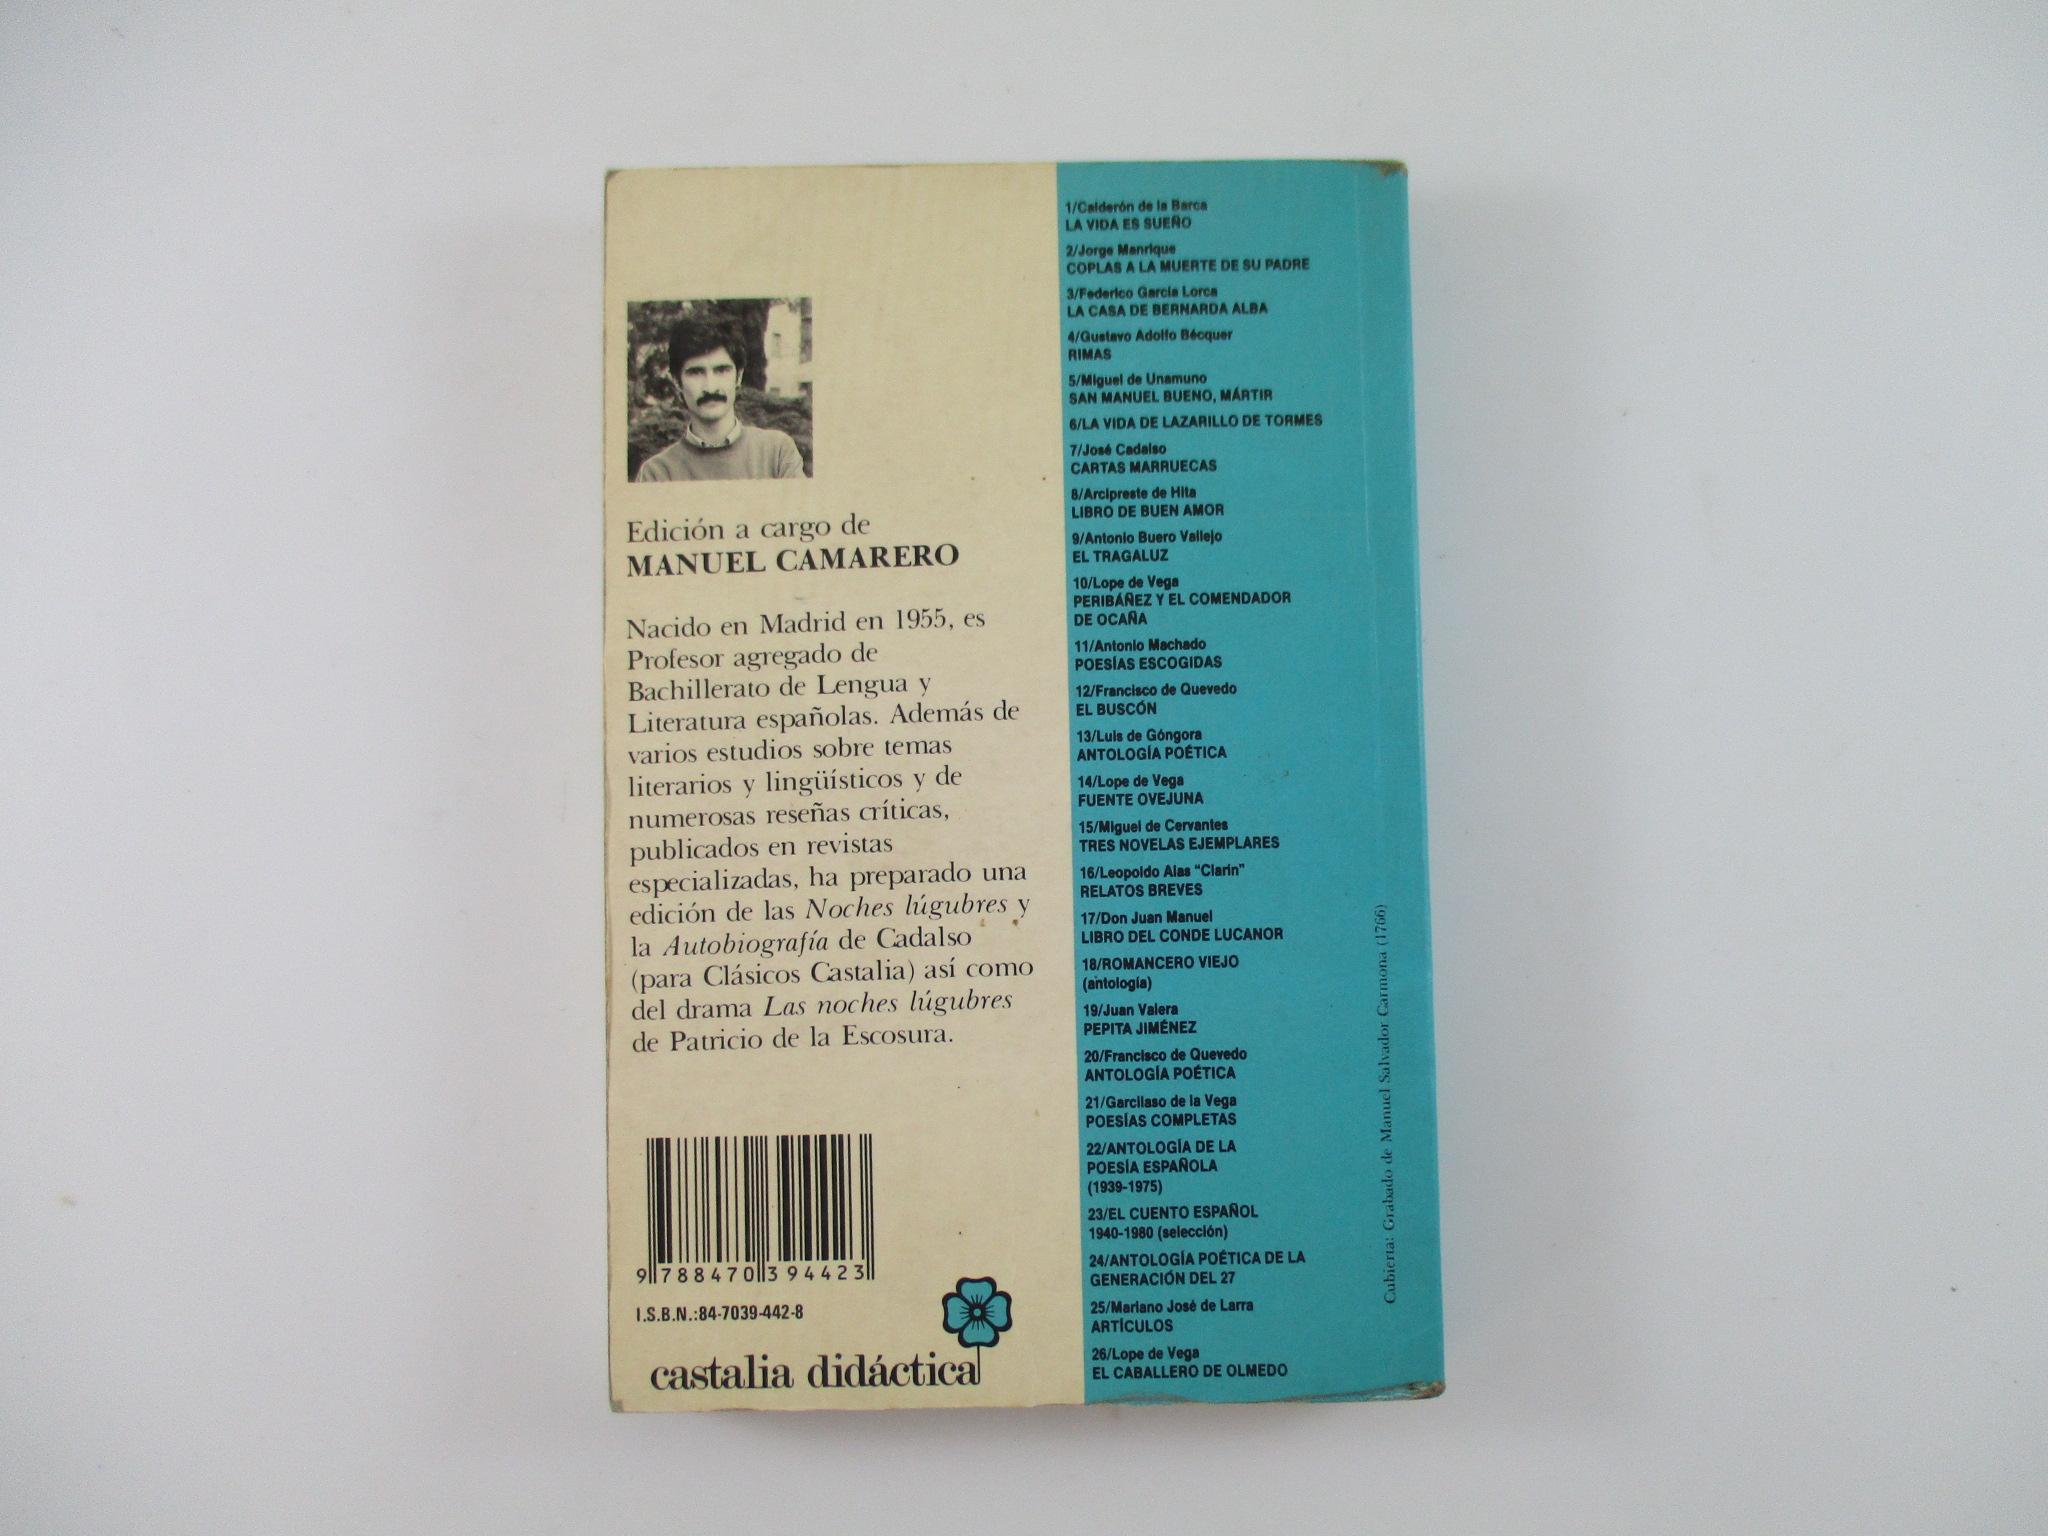 Edición a cargo de
MANUEL CAMARERO
Nacido en Madrid en 1955, es
Profesor agregado de
Bachillerato de Lengua y
Literatura españolas. Además de
varios estudios sobre temas
literarios y lingüísticos y de
numerosas reseñas críticas,
publicados en revistas
especializadas, ha preparado una
edición de las Noches lúgubres y
la Autobiografía de Cadalso
(para Clásicos Castalia) así como
del drama Las noches lúgubres
de Patricio de la Escosura.
9 788470 394423
I.S.B.N.:84-7039-442-8
castalia didáctica
1/Calderón de la Barca
LA VIDA ES SUEÑO
2/Jorge Manrique
COPLAS A LA MUERTE DE SU PADRE
3/Federico García Lorca
LA CASA DE BERNARDA ALBA
4/Gustavo Adolfo Bécquer
RIMAS
5/Miguel de Unamuno
SAN MANUEL BUENO, MÁRTIR
6/LA VIDA DE LAZARILLO DE TORMES
7/José Cadalso
CARTAS MARRUECAS
8/Arcipreste de Hita
LIBRO DE BUEN AMOR
9/Antonio Buero Vallejo
EL TRAGALUZ
10/Lope de Vega
PERIBÁÑEZ Y EL COMENDADOR
DE OCAÑA
11/Antonio Machado
POESÍAS ESCOGIDAS
12/Francisco de Quevedo
EL BUSCÓN
13/Luis de Góngora
ANTOLOGÍA POÉTICA
14/Lope de Vega
FUENTE OVEJUNA
15/Miguel de Cervantes
TRES NOVELAS EJEMPLARES
16/Leopoldo Alas “Clarín”
RELATOS BREVES
17/Don Juan Manuel
LIBRO DEL CONDE LUCANOR
18/ROMANCERO VIEJO
(antología)
19/Juan Valera
PEPITA JIMÉNEZ
20/Francisco de Quevedo
ANTOLOGÍA POÉTICA
21/Garcilaso de la Vega
POESÍAS COMPLETAS
22/ANTOLOGÍA DE LA
POESÍA ESPAÑOLA
(1939-1975)
23/EL CUENTO ESPAÑOL
1940-1980 (selección)
24/ANTOLOGÍA POÉTICA DE LA
GENERACIÓN DEL 27
25/Mariano José de Larra
ARTÍCULOS
26/Lope de Vega
EL CABALLERO DE OLMEDO
Cubierta: Grabado de Manuel Salvador Carmona (1766)